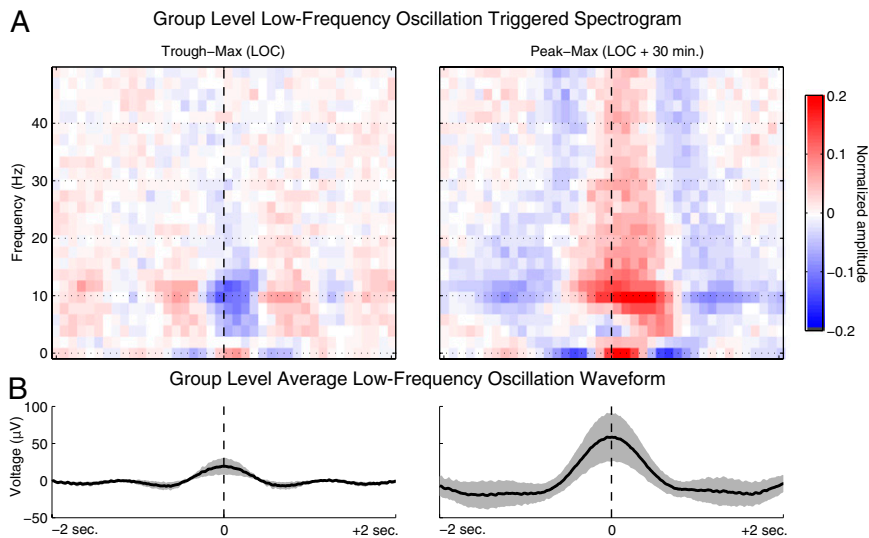 A
Group Level Low−Frequency Oscillation Triggered Spectrogram
Trough−Max (LOC)
Peak−Max (LOC + 30 min.)
Frequency (Hz)
40
30
20
10
0
0.2
0.1
0
−0.10
−0.2
Normalized amplitude
B
Group Level Average Low−Frequency Oscillation Waveform
Voltage (µV)
100
50
0
−50
−2 sec.
0
+2 sec.
−2 sec.
0
+2 sec.